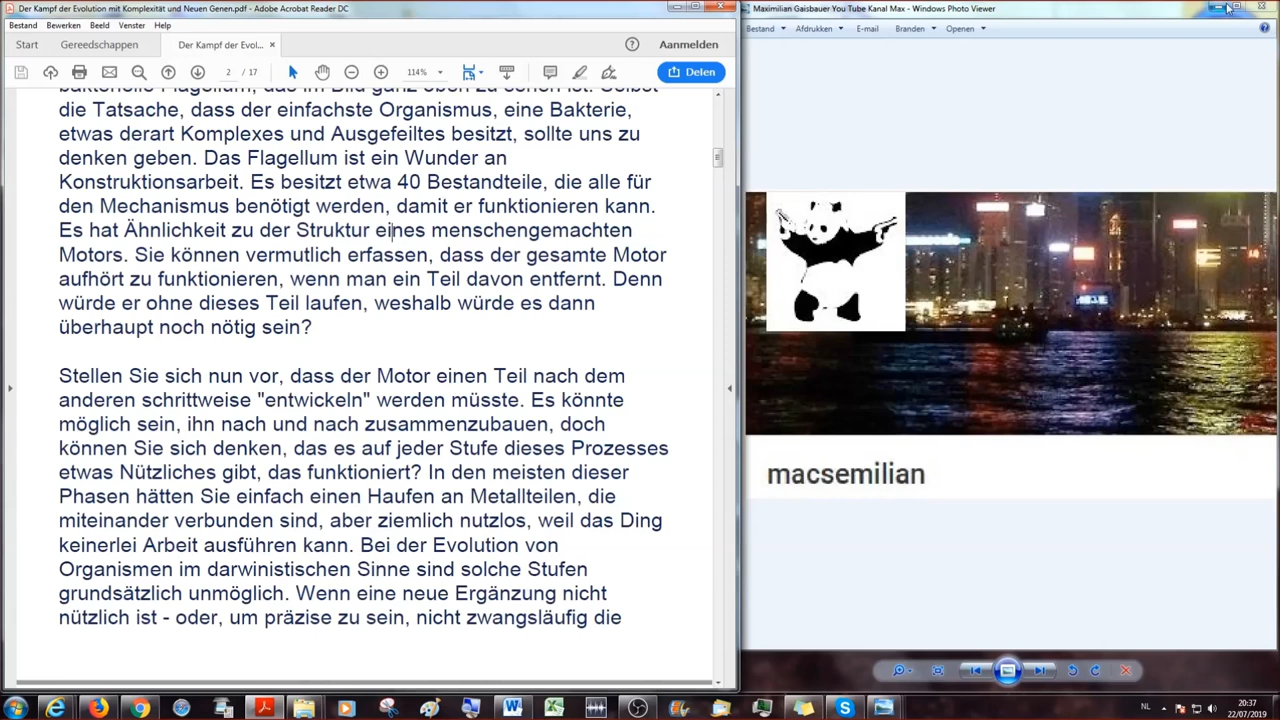 Der Kampf der Evolution mit Komplexität und Neuen Genen.pdf - Adobe Acrobat Reader DC
Bestand Bewerken Beeld Venster Help
Start Gereedschappen Der Kampf der Evol... × Aanmelden
2 / 17 114% Delen
bakterielle Flagellum, das im Bild ganz oben zu sehen ist. Selbst
die Tatsache, dass der einfachste Organismus, eine Bakterie,
etwas derart Komplexes und Ausgefeiltes besitzt, sollte uns zu
denken geben. Das Flagellum ist ein Wunder an
Konstruktionsarbeit. Es besitzt etwa 40 Bestandteile, die alle für
den Mechanismus benötigt werden, damit er funktionieren kann.
Es hat Ähnlichkeit zu der Struktur eines menschengemachten
Motors. Sie können vermutlich erfassen, dass der gesamte Motor
aufhört zu funktionieren, wenn man ein Teil davon entfernt. Denn
würde er ohne dieses Teil laufen, weshalb würde es dann
überhaupt noch nötig sein?
Stellen Sie sich nun vor, dass der Motor einen Teil nach dem
anderen schrittweise "entwickeln" werden müsste. Es könnte
möglich sein, ihn nach und nach zusammenzubauen, doch
können Sie sich denken, das es auf jeder Stufe dieses Prozesses
etwas Nützliches gibt, das funktioniert? In den meisten dieser
Phasen hätten Sie einfach einen Haufen an Metallteilen, die
miteinander verbunden sind, aber ziemlich nutzlos, weil das Ding
keinerlei Arbeit ausführen kann. Bei der Evolution von
Organismen im darwinistischen Sinne sind solche Stufen
grundsätzlich unmöglich. Wenn eine neue Ergänzung nicht
nützlich ist - oder, um präzise zu sein, nicht zwangsläufig die
Maximilian Gaisbauer You Tube Kanal Max - Windows Photo Viewer
Bestand Afdrukken E-mail Branden Openen
macsemilian
NL
20:37
22/07/2019